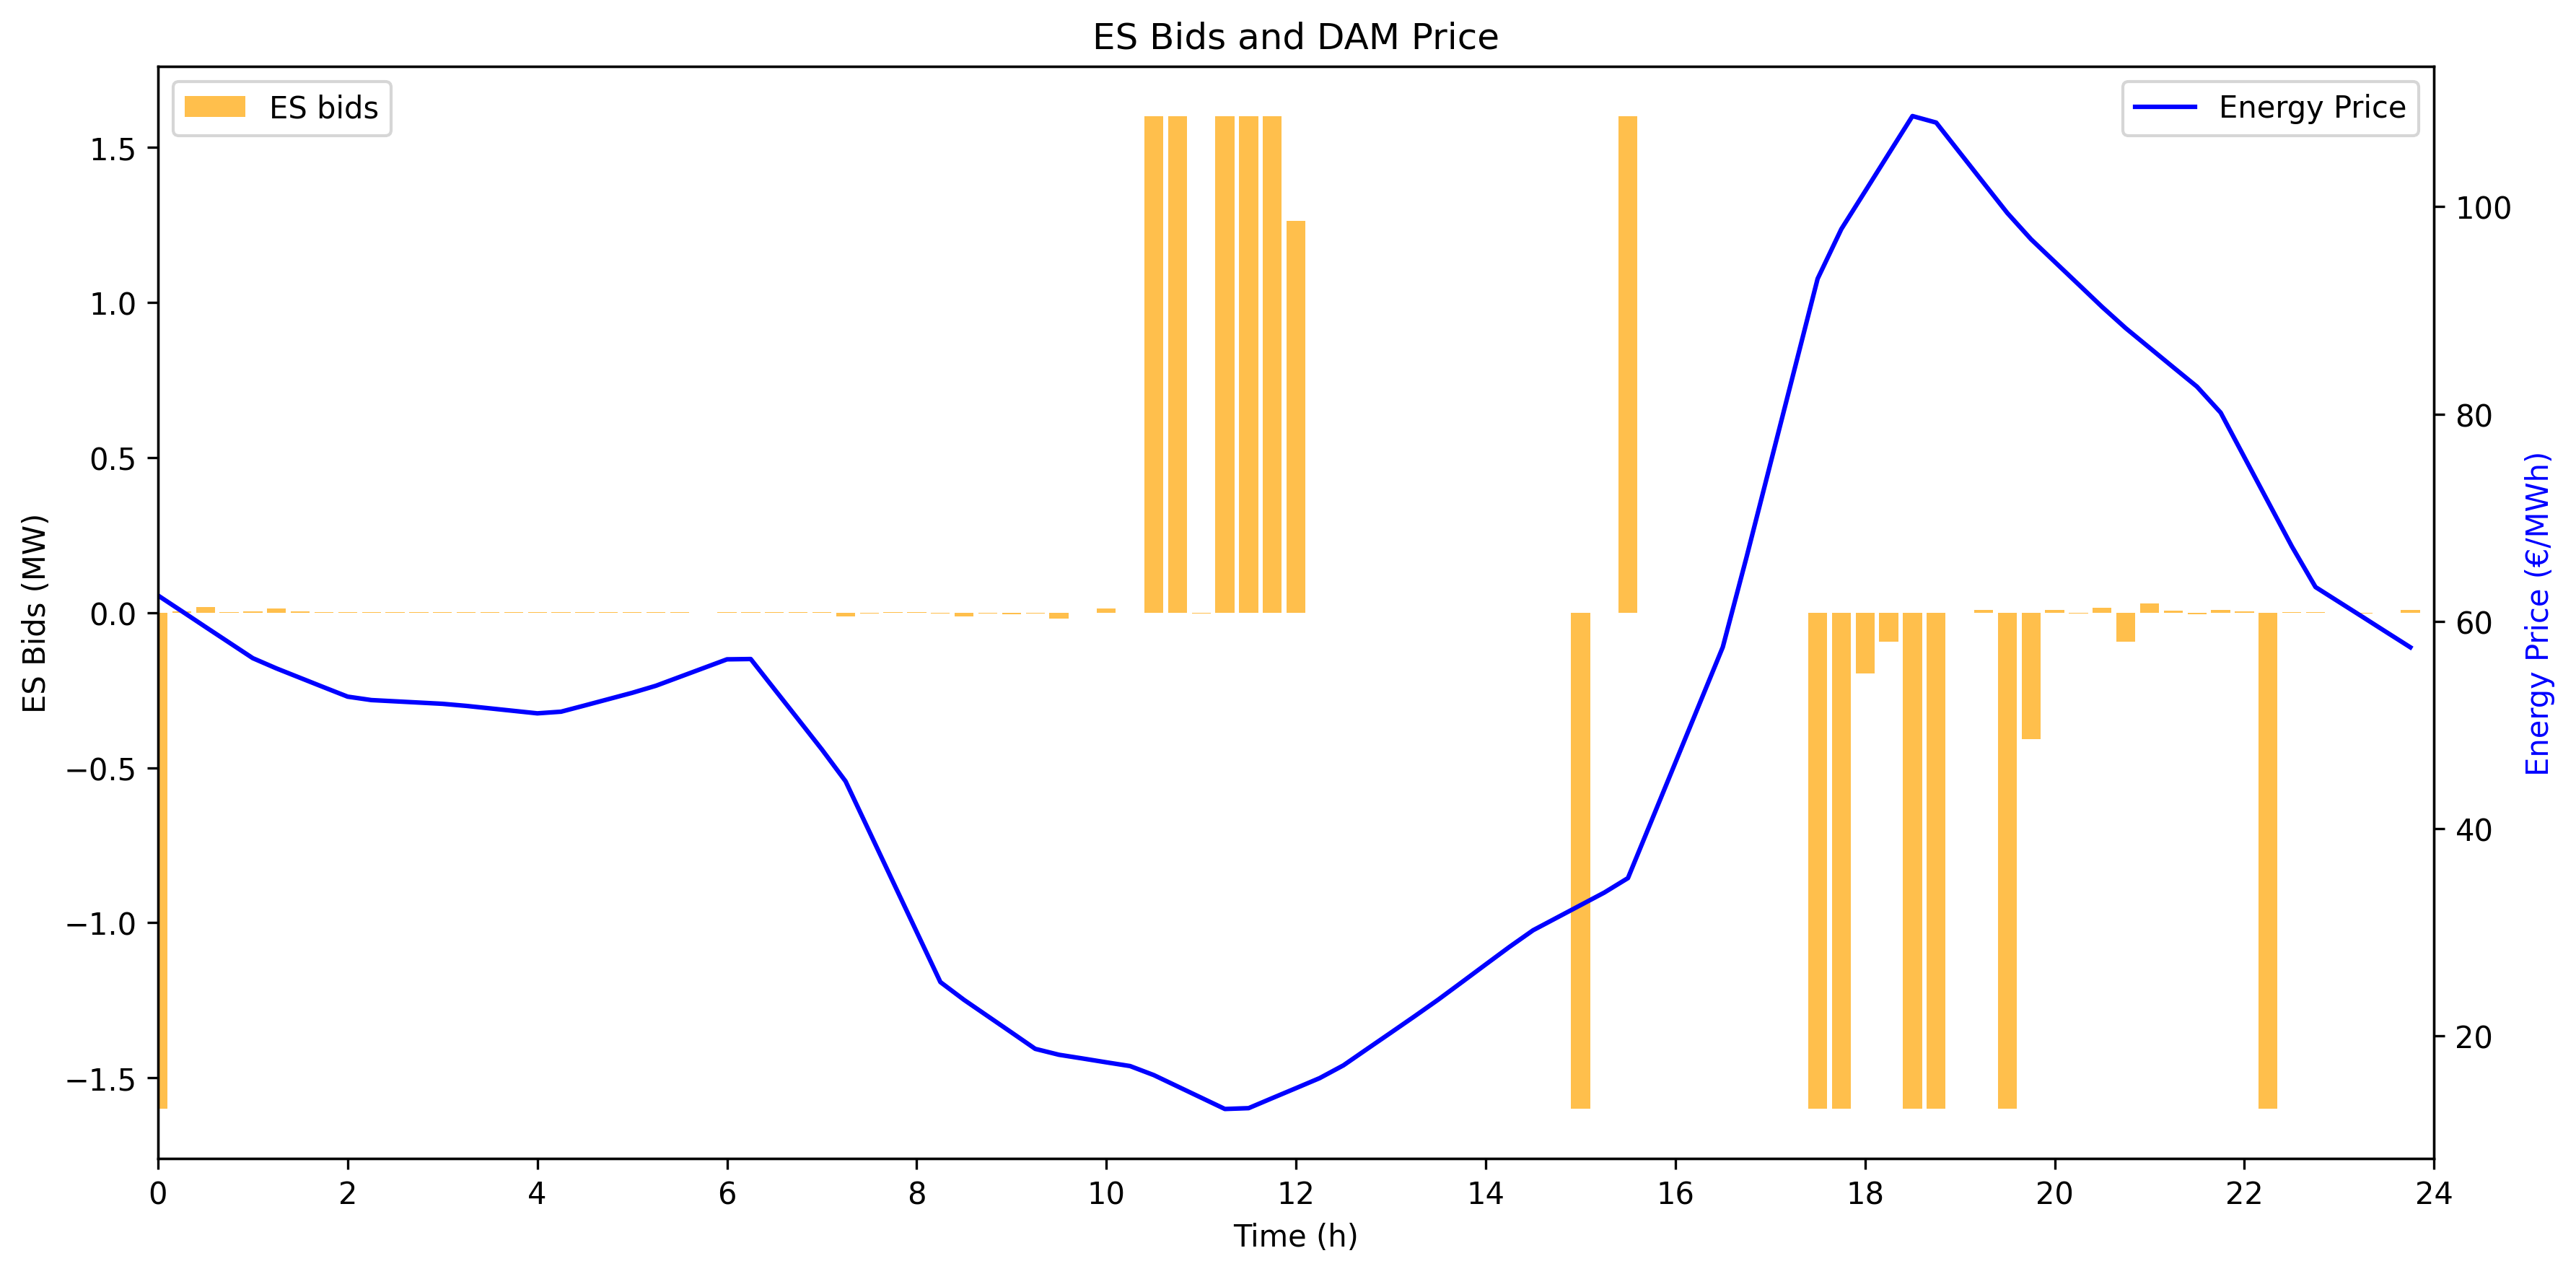 ES Bids and DAM Price
ES bids
Energy Price
ES Bids (MW)
1.5
1.0
0.5
0.0
−0.5
−1.0
−1.5
100
80
60
40
20
Energy Price (€/MWh)
0 2 4 6 8 10 12 14 16 18 20 22 24
Time (h)